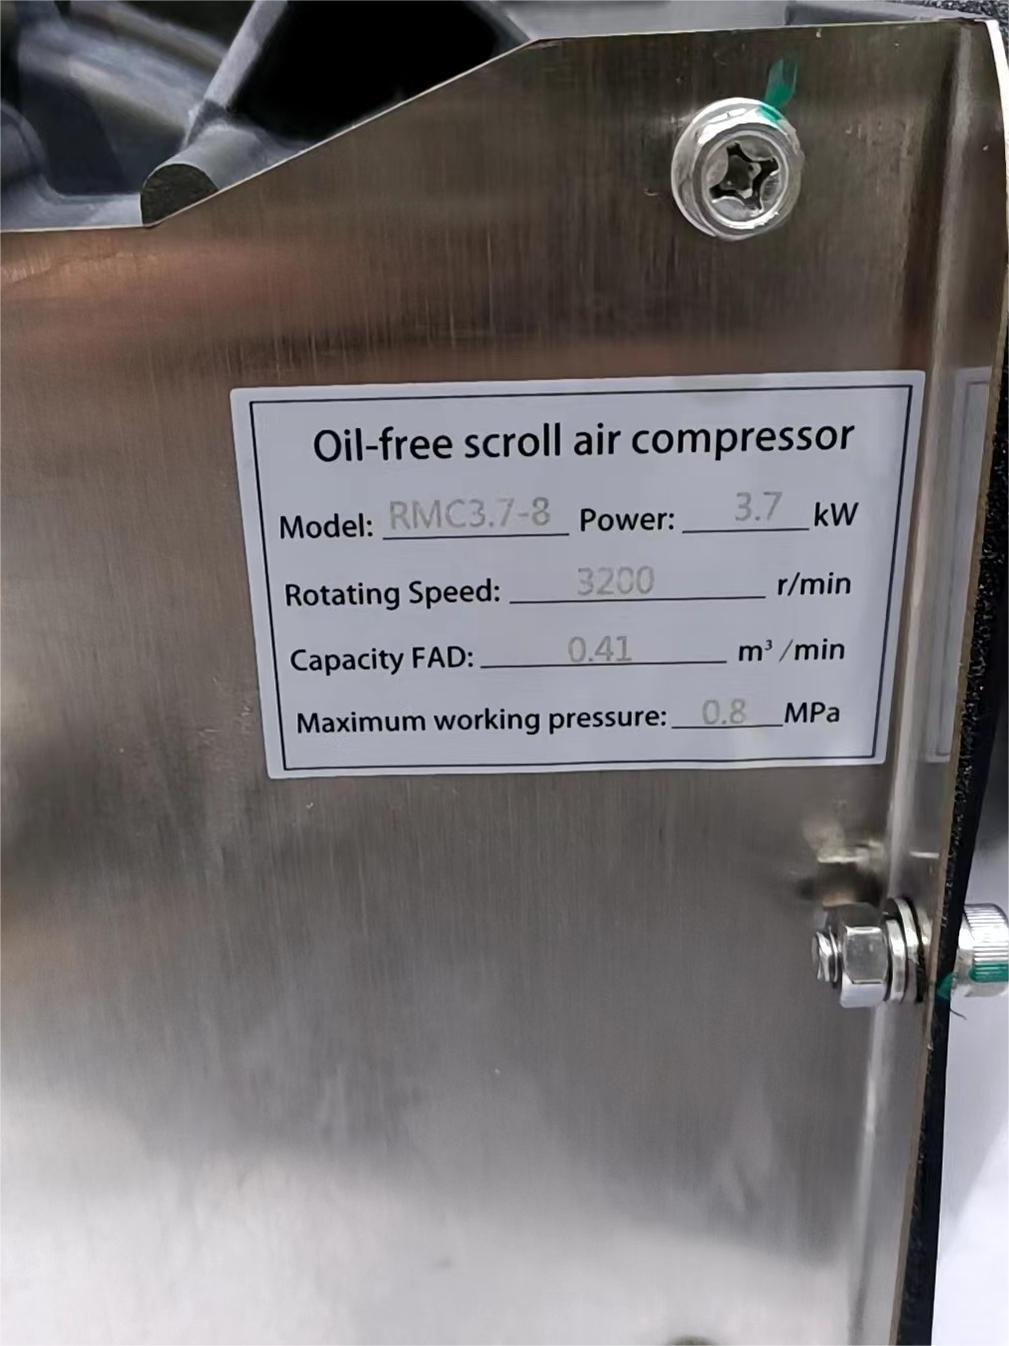 Oil-free scroll air compressor
Model: RMC3.7-8 Power: 3.7 kW
Rotating Speed: 3200 r/min
Capacity FAD: 0.41 m³/min
Maximum working pressure: 0.8 MPa